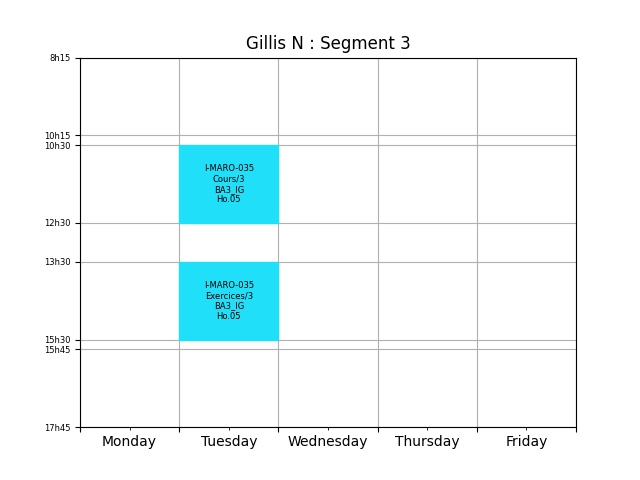 Gillis N : Segment 3
8h15
10h15
10h30
I-MARO-035
Cours/3
BA3_IG
Ho.05
12h30
13h30
I-MARO-035
Exercices/3
BA3_IG
Ho.05
15h30
15h45
17h45
Monday Tuesday Wednesday Thursday Friday